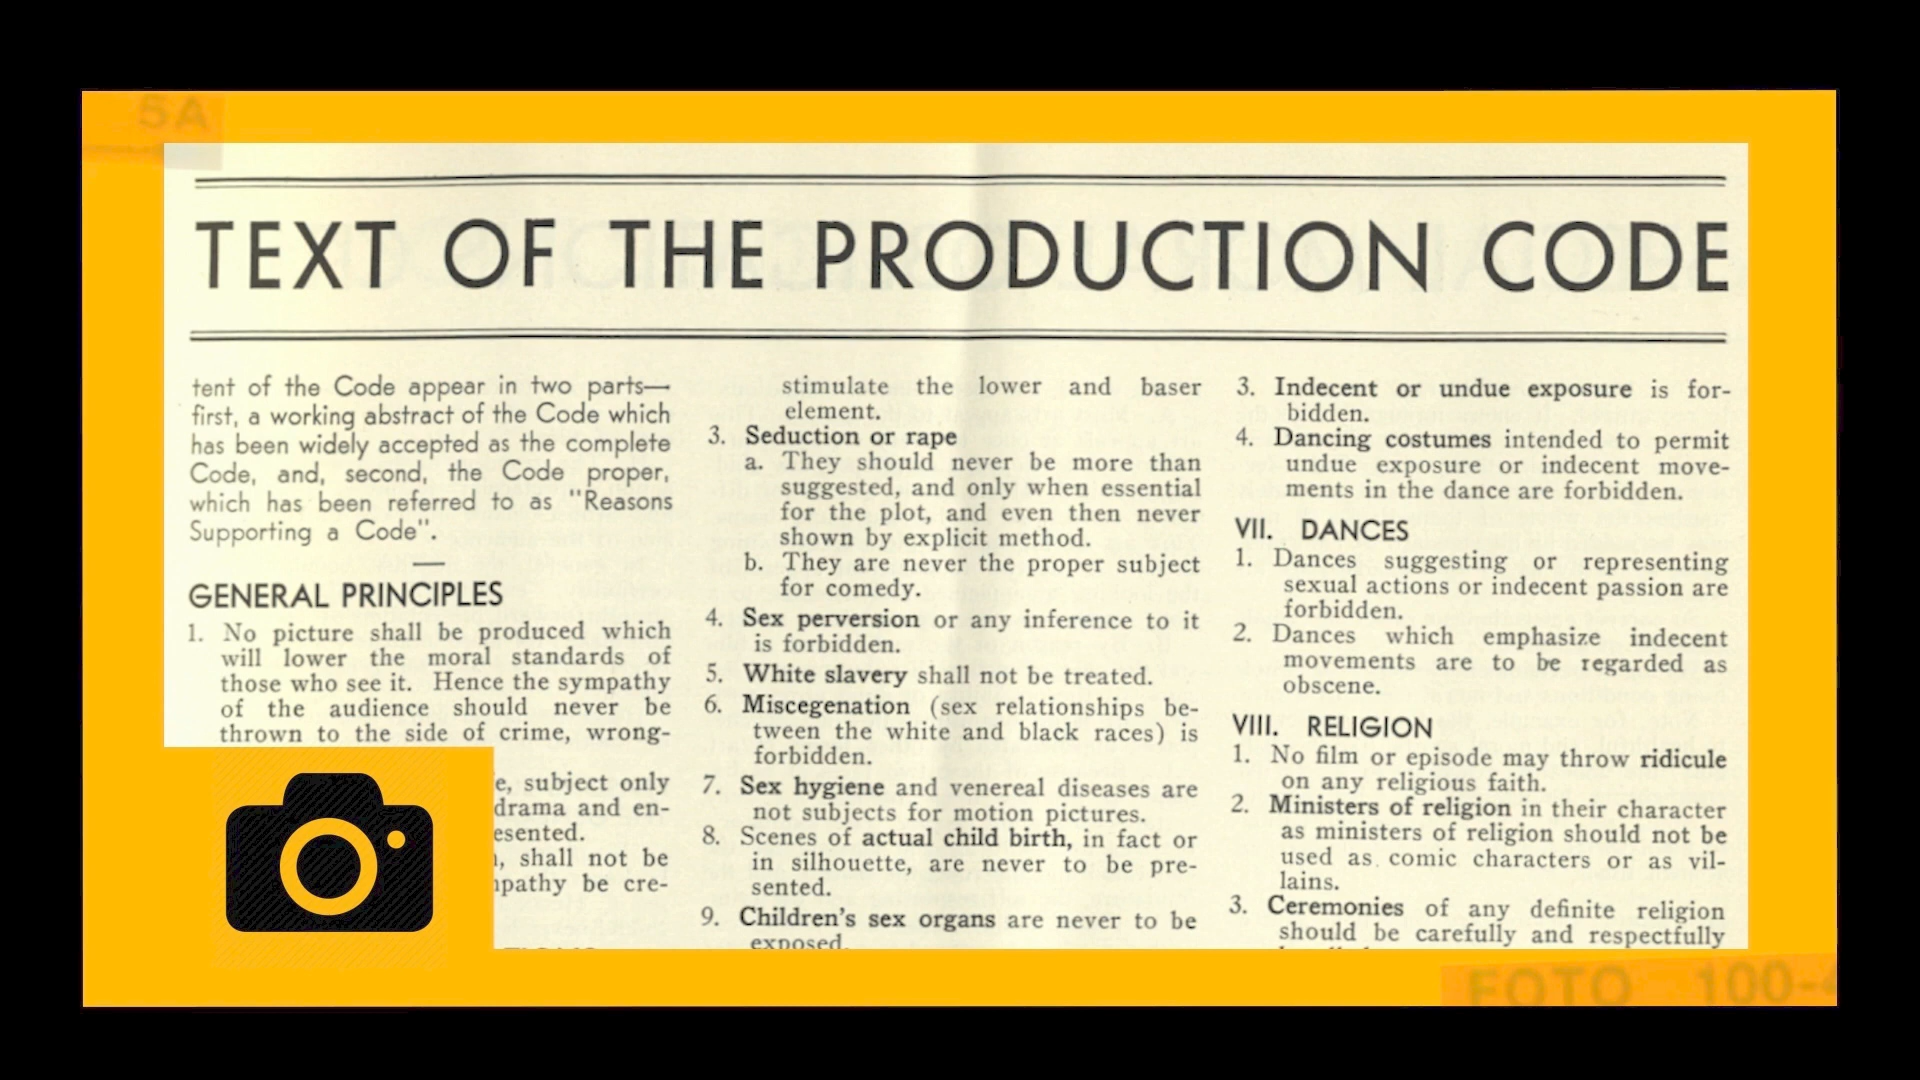 5A
TEXT OF THE PRODUCTION CODE
tent of the Code appear in two parts—
first, a working abstract of the Code which
has been widely accepted as the complete
Code, and, second, the Code proper,
which has been referred to as "Reasons
Supporting a Code".
GENERAL PRINCIPLES
1. No picture shall be produced which
will lower the moral standards of
those who see it. Hence the sympathy
of the audience should never be
thrown to the side of crime, wrong-
e, subject only
drama and en-
esented.
, shall not be
pathy be cre-
stimulate the lower and baser
element.
3. Seduction or rape
a. They should never be more than
suggested, and only when essential
for the plot, and even then never
shown by explicit method.
b. They are never the proper subject
for comedy.
4. Sex perversion or any inference to it
is forbidden.
5. White slavery shall not be treated.
6. Miscegenation (sex relationships be-
tween the white and black races) is
forbidden.
7. Sex hygiene and venereal diseases are
not subjects for motion pictures.
8. Scenes of actual child birth, in fact or
in silhouette, are never to be pre-
sented.
9. Children's sex organs are never to be
exposed.
3. Indecent or undue exposure is for-
bidden.
4. Dancing costumes intended to permit
undue exposure or indecent move-
ments in the dance are forbidden.
VII. DANCES
1. Dances suggesting or representing
sexual actions or indecent passion are
forbidden.
2. Dances which emphasize indecent
movements are to be regarded as
obscene.
VIII. RELIGION
1. No film or episode may throw ridicule
on any religious faith.
2. Ministers of religion in their character
as ministers of religion should not be
used as comic characters or as vil-
lains.
3. Ceremonies of any definite religion
should be carefully and respectfully
FOTO 100-4